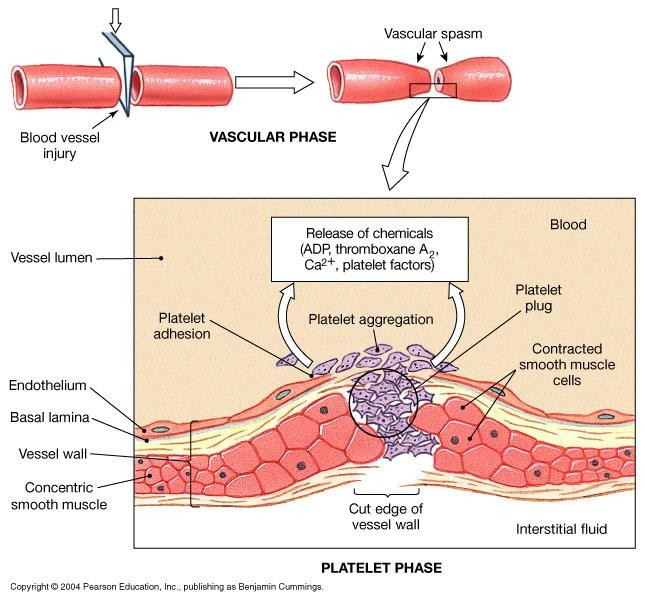 Vascular spasm
Blood vessel
injury
VASCULAR PHASE
Release of chemicals
(ADP, thromboxane A₂,
Ca²⁺, platelet factors)
Blood
Vessel lumen
Platelet
plug
Platelet
adhesion
Platelet aggregation
Contracted
smooth muscle
cells
Endothelium
Basal lamina
Vessel wall
Concentric
smooth muscle
Cut edge of
vessel wall
Interstitial fluid
PLATELET PHASE
Copyright © 2004 Pearson Education, Inc., publishing as Benjamin Cummings.